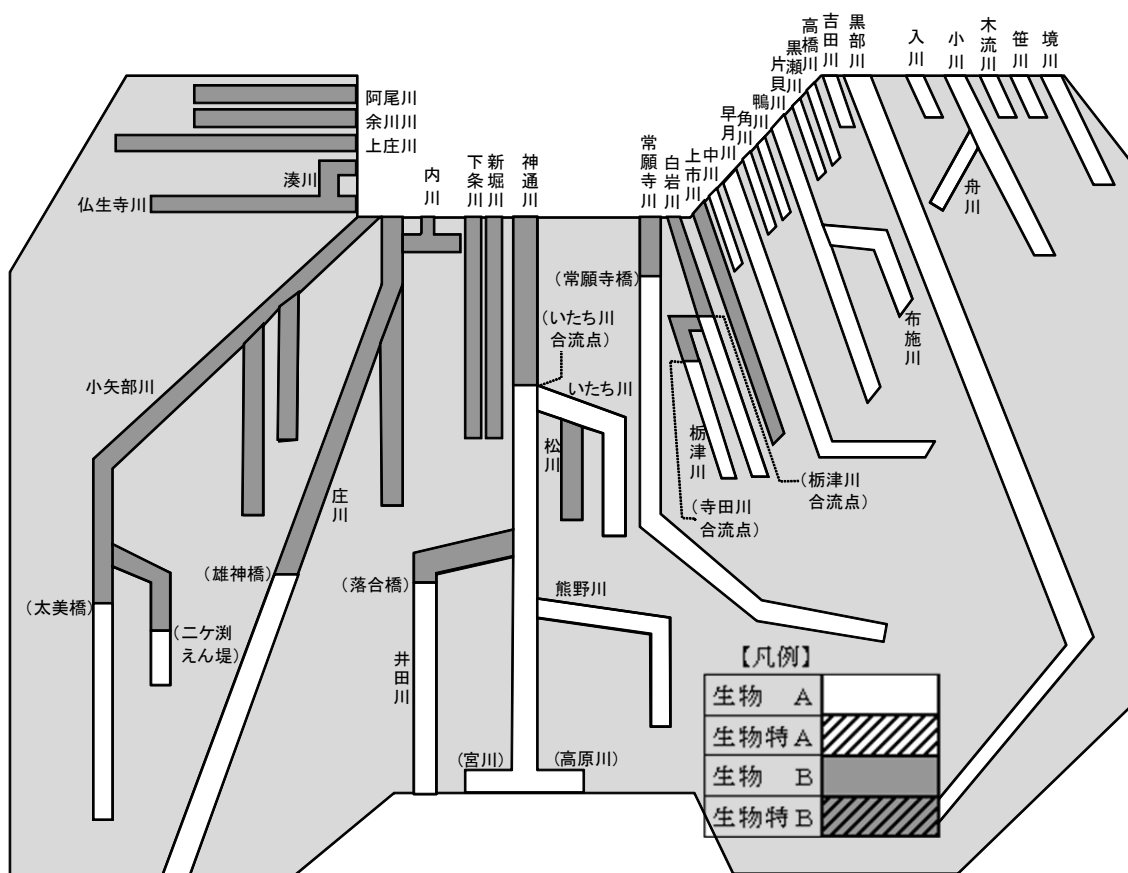 阿尾川
余川川
上庄川
湊川
仏生寺川
内川
下条川
新堀川
神通川
常願寺川
白岩川
上市川
中川
早月川
角川
鴨川
片貝川
黒瀬川
高橋川
吉田川
黒部川
入川
小川
木流川
笹川
境川
舟川
布施川
(常願寺橋)
(いたち川
合流点)
いたち川
松川
小矢部川
庄川
栃津川
(栃津川
合流点)
(寺田川
合流点)
(太美橋)
(二ケ渕
えん堤)
(雄神橋)
(落合橋)
井田川
熊野川
(宮川)
(高原川)
【凡例】
生物 A
生物特A
生物 B
生物特B